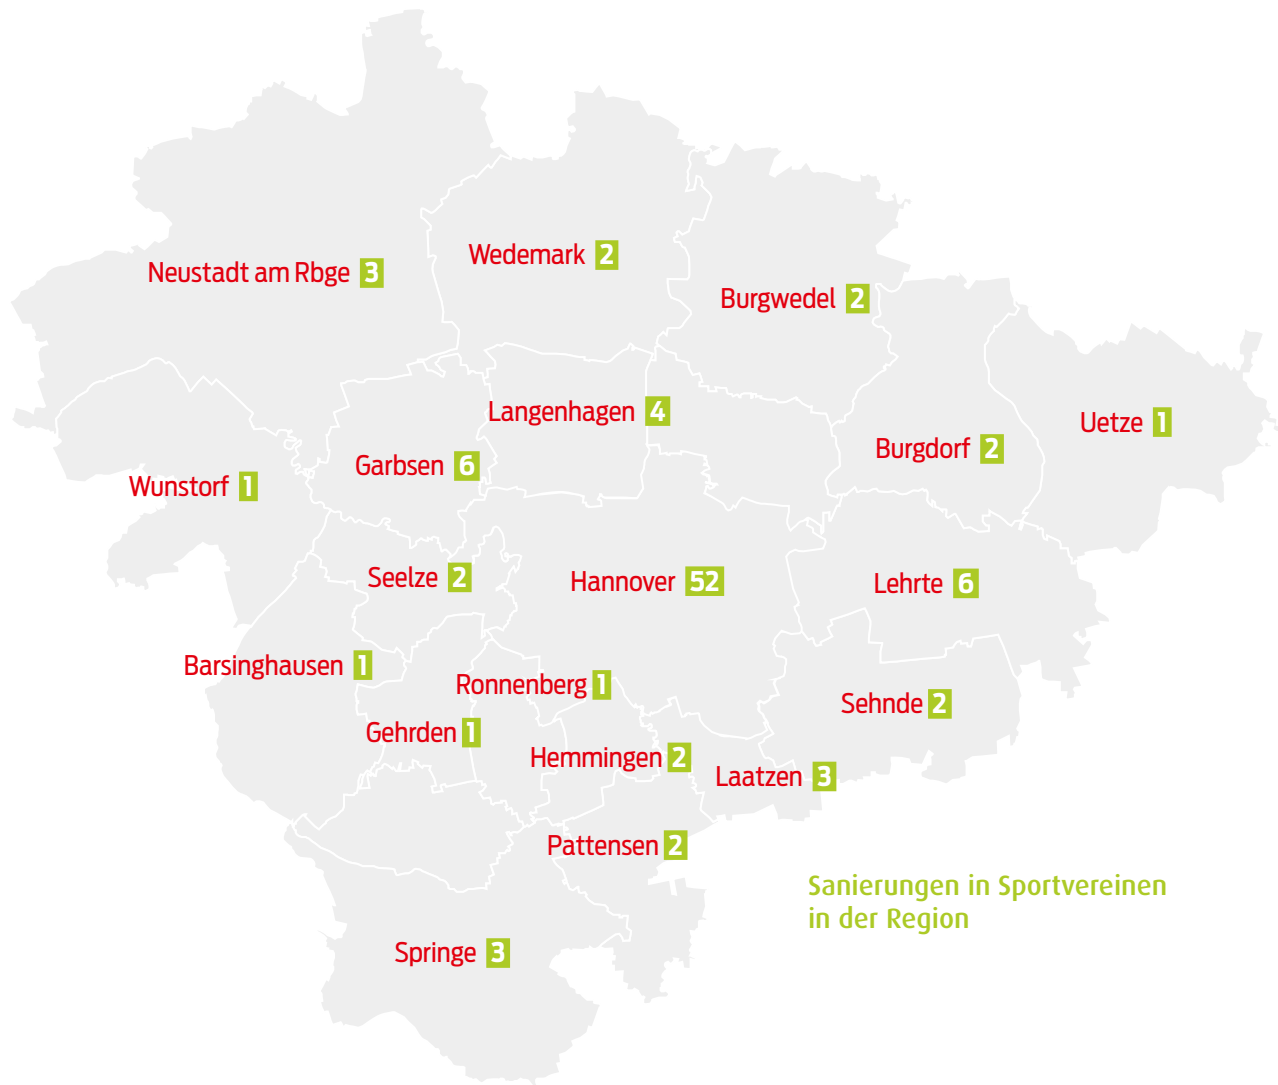 Wedemark 2
Neustadt am Rbge 3
Burgwedel 2
Langenhagen 4
Uetze 1
Burgdorf 2
Garbsen 6
Wunstorf 1
Seelze 2
Hannover 52
Lehrte 6
Barsinghausen 1
Ronnenberg 1
Sehnde 2
Gehrden 1
Hemmingen 2
Laatzen 3
Pattensen 2
Sanierungen in Sportvereinen
in der Region
Springe 3